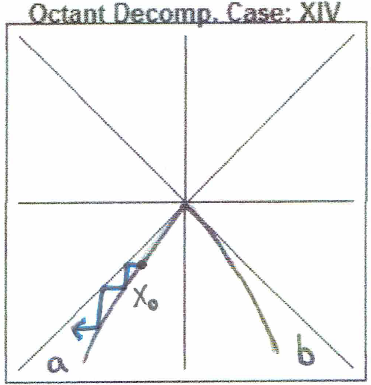 Octant Decomp. Case: XIV
X₀
a b